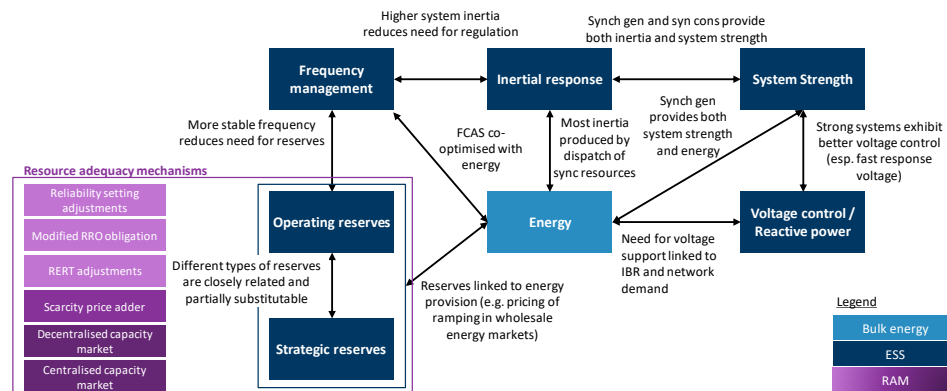 Higher system inertia
reduces need for regulation
Synch gen and syn cons provide
both inertia and system strength
Frequency
management
Inertial response
System Strength
More stable frequency
reduces need for reserves
FCAS co-
optimised with
energy
Most inertia
produced by
dispatch of
sync resources
Synch gen
provides both
system strength
and energy
Strong systems exhibit
better voltage control
(esp. fast response
voltage)
Resource adequacy mechanisms
Reliability setting
adjustments
Modified RRO obligation
RERT adjustments
Scarcity price adder
Decentralised capacity
market
Centralised capacity
market
Operating reserves
Different types of reserves
are closely related and
partially substitutable
Strategic reserves
Energy
Voltage control /
Reactive power
Reserves linked to energy
provision (e.g. pricing of
ramping in wholesale
energy markets)
Need for voltage
support linked to
IBR and network
demand
Legend
Bulk energy
ESS
RAM